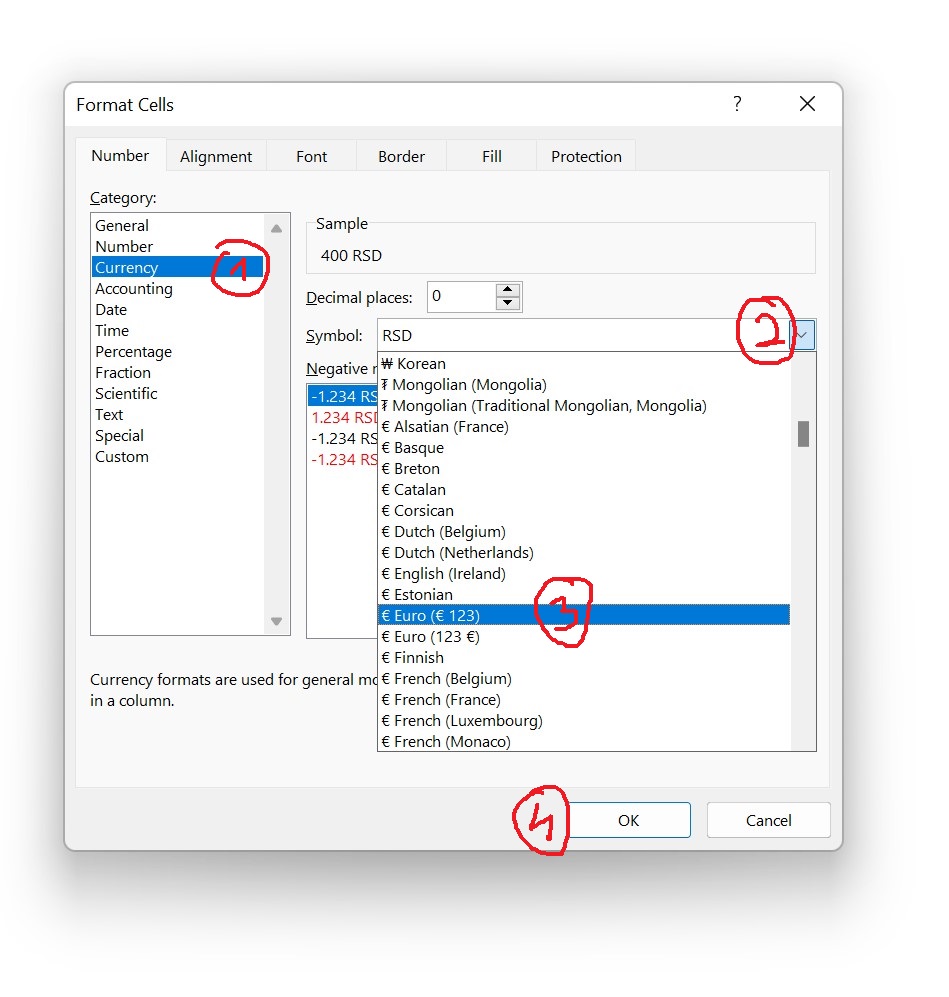 Format Cells
?
Number Alignment Font Border Fill Protection
Category:
General
Number
Currency
1
Accounting
Date
Time
Percentage
Fraction
Scientific
Text
Special
Custom
Sample
400 RSD
Decimal places: 0
Symbol: RSD
2
Negative
-1.234 RS
1.234 RSD
-1.234 RS
-1.234 RS
₩ Korean
₮ Mongolian (Mongolia)
₮ Mongolian (Traditional Mongolian, Mongolia)
€ Alsatian (France)
€ Basque
€ Breton
€ Catalan
€ Corsican
€ Dutch (Belgium)
€ Dutch (Netherlands)
€ English (Ireland)
€ Estonian
€ Euro (€ 123)
3
€ Euro (123 €)
€ Finnish
€ French (Belgium)
€ French (France)
€ French (Luxembourg)
€ French (Monaco)
Currency formats are used for general mo
in a column.
4
OK Cancel